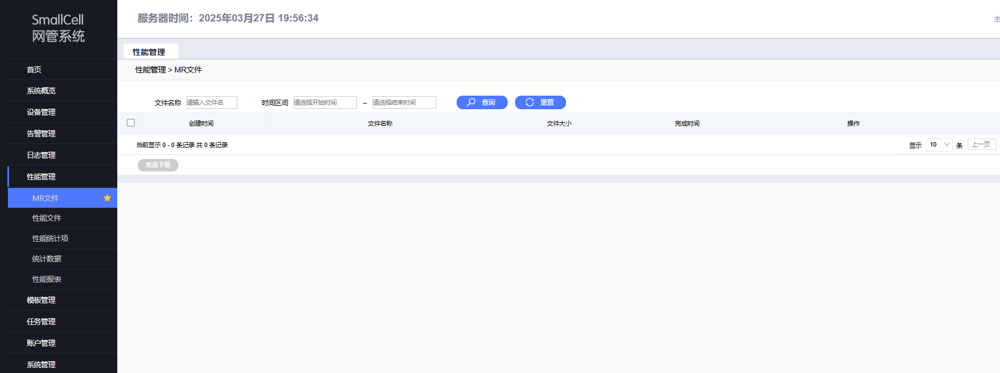 SmallCell
网管系统
首页
系统概览
设备管理
告警管理
日志管理
性能管理
MR文件
性能文件
性能统计项
统计数据
性能报表
模板管理
任务管理
账户管理
系统管理
服务器时间：2025年03月27日 19:56:34
主
性能管理
性能管理 > MR文件
文件名称 请输入文件名 时间区间 请选择开始时间 -- 请选择结束时间 查询 重置
创建时间 文件名称 文件大小 完成时间 操作
当前显示 0 - 0 条记录 共 0 条记录 显示 10 条 上一页
批量下载